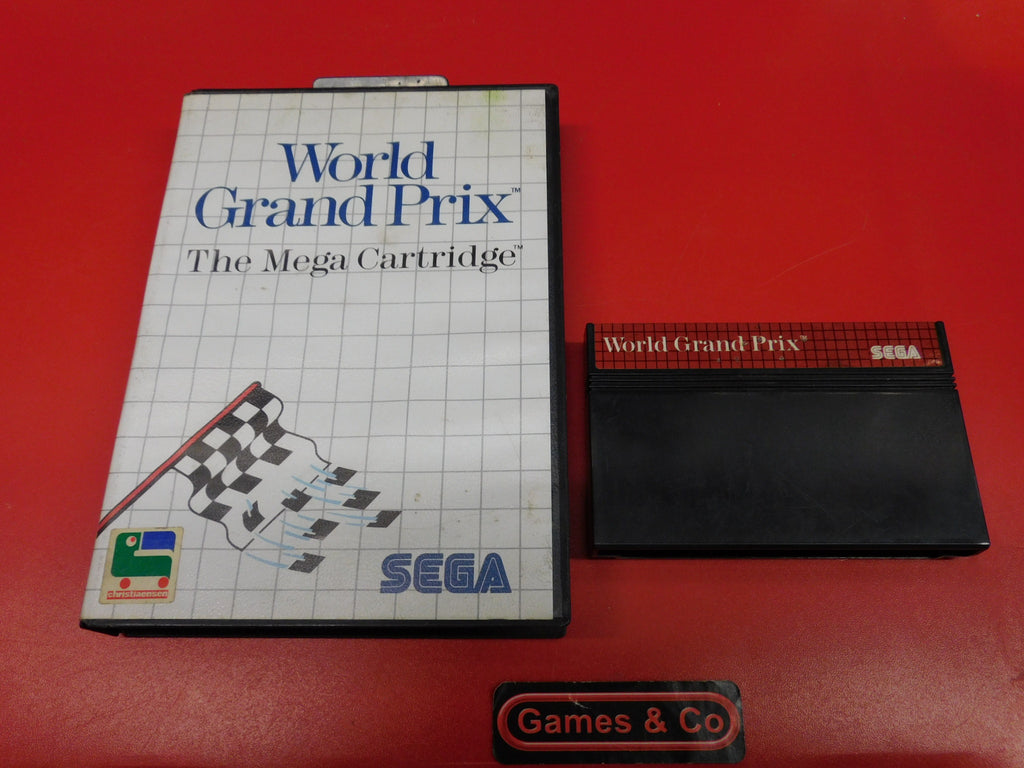 World
Grand Prix™
The Mega Cartridge™
SEGA
christiaensen
World Grand Prix™
SEGA
Games & Co